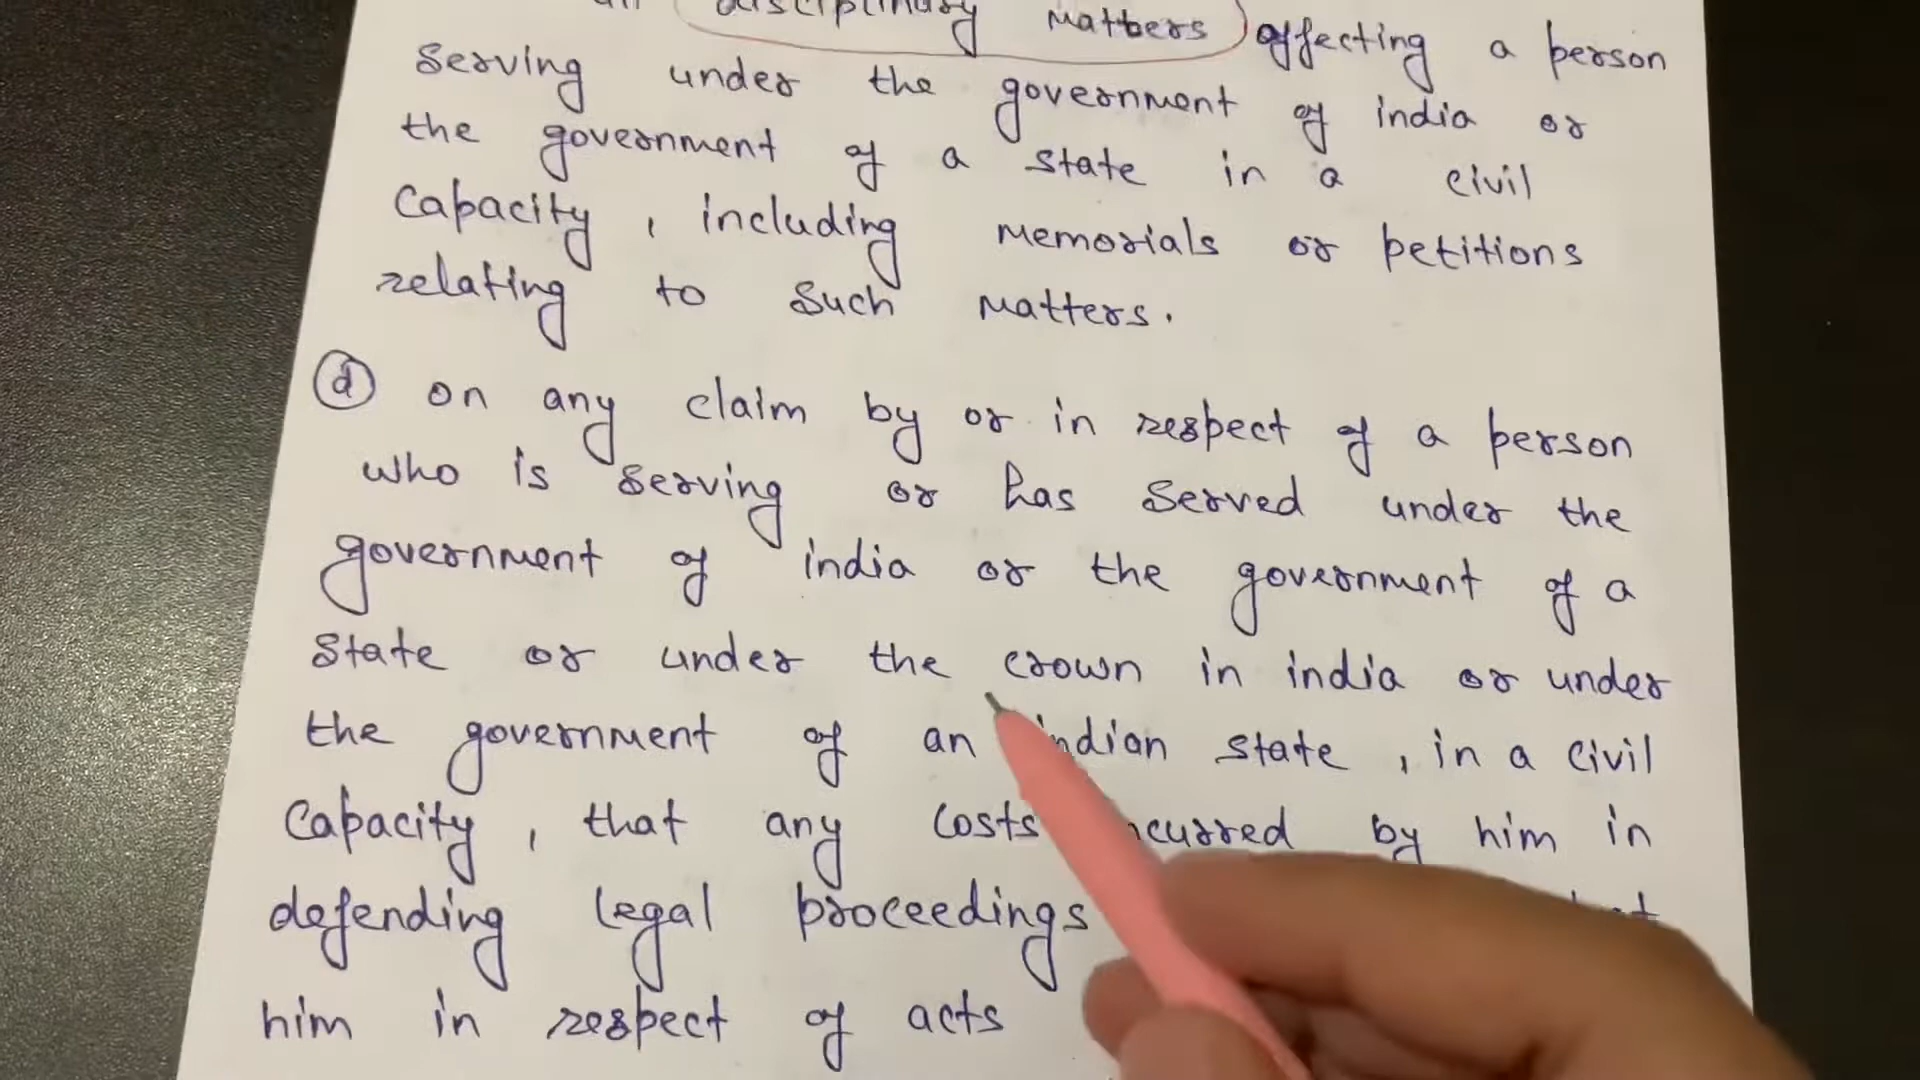 disciplinary matters affecting a person
serving under the government of india or
the government of a state in a civil
capacity, including memorials or petitions
relating to such matters.
d on any claim by or in respect of a person
who is serving or has served under the
government of india or the government of a
state or under the crown in india or under
the government of an indian state, in a civil
capacity, that any costs incurred by him in
defending legal proceedings
him in respect of acts